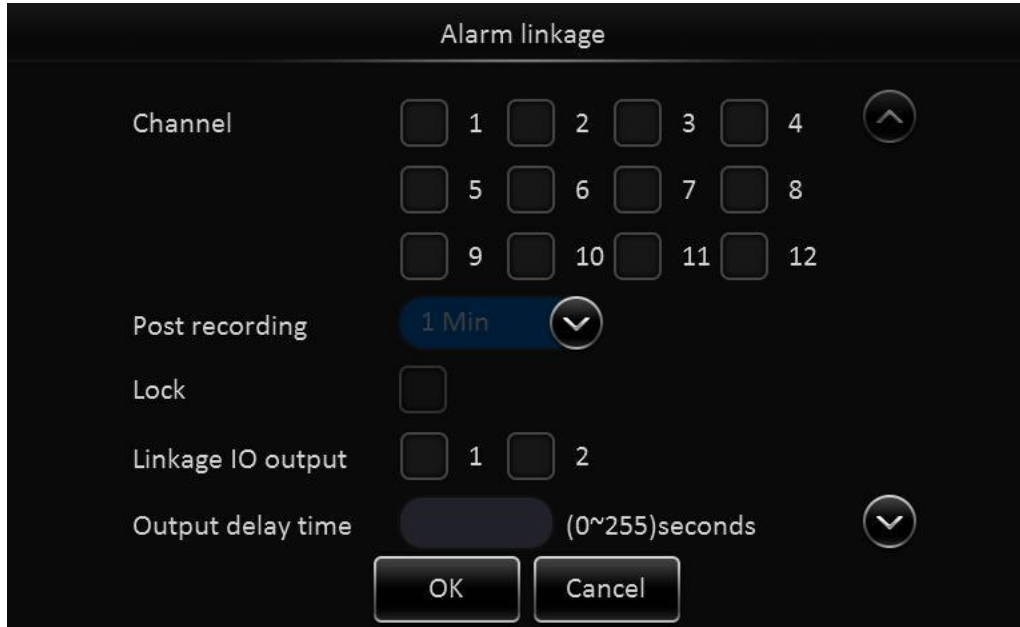 Alarm linkage
Channel 1 2 3 4
5 6 7 8
9 10 11 12
Post recording 1 Min
Lock
Linkage IO output 1 2
Output delay time (0~255)seconds
OK Cancel